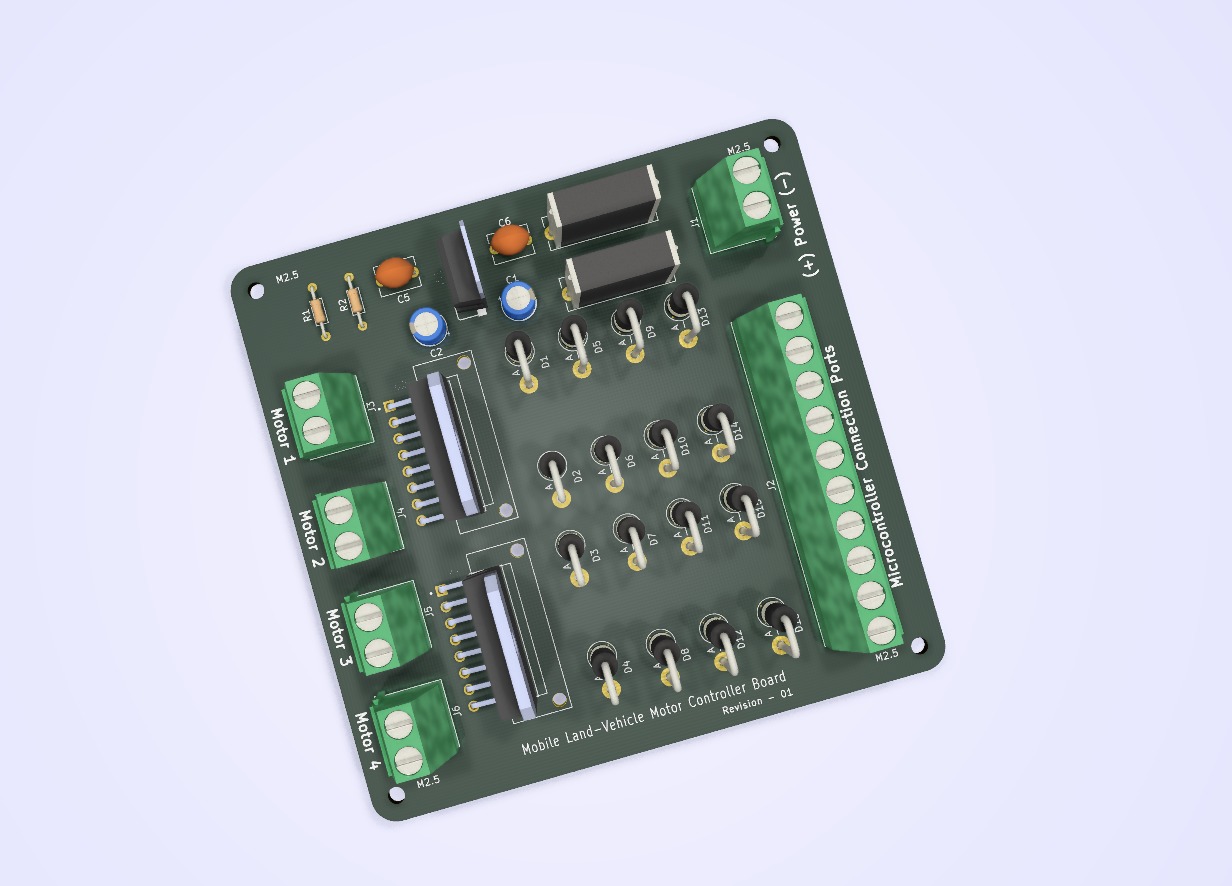 M2.5
M2.5
C6
J1
(+) Power (−)
C5
C1
R1
R2
C2
A D1
A D5
A D9
D13
J3
Motor 1
A D2
A D6
A D10
A D14
J2
Microcontroller Connection Ports
J4
Motor 2
A D3
A D7
A D11
A
J5
Motor 3
A D4
A D8
A D12
A
M2.5
J6
Motor 4
Mobile Land-Vehicle Motor Controller Board
Revision - 01
M2.5